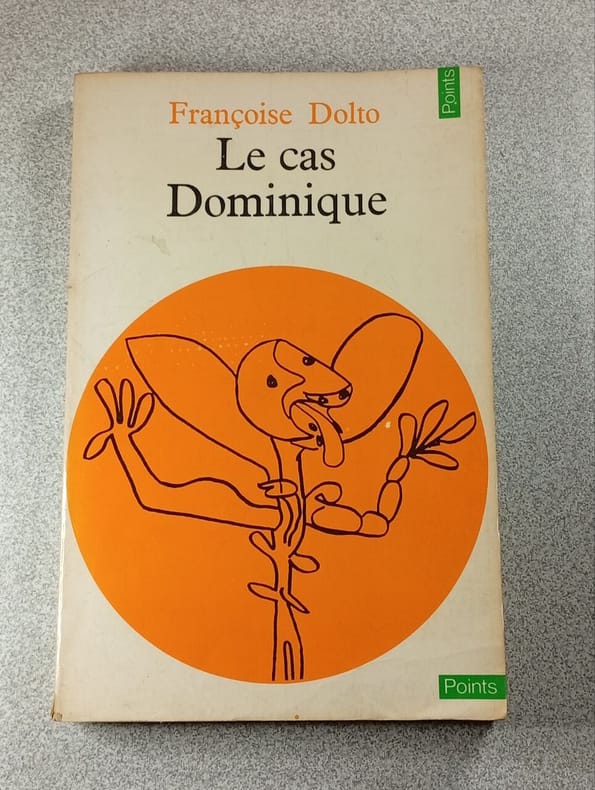 Points
Françoise Dolto
Le cas
Dominique
Points